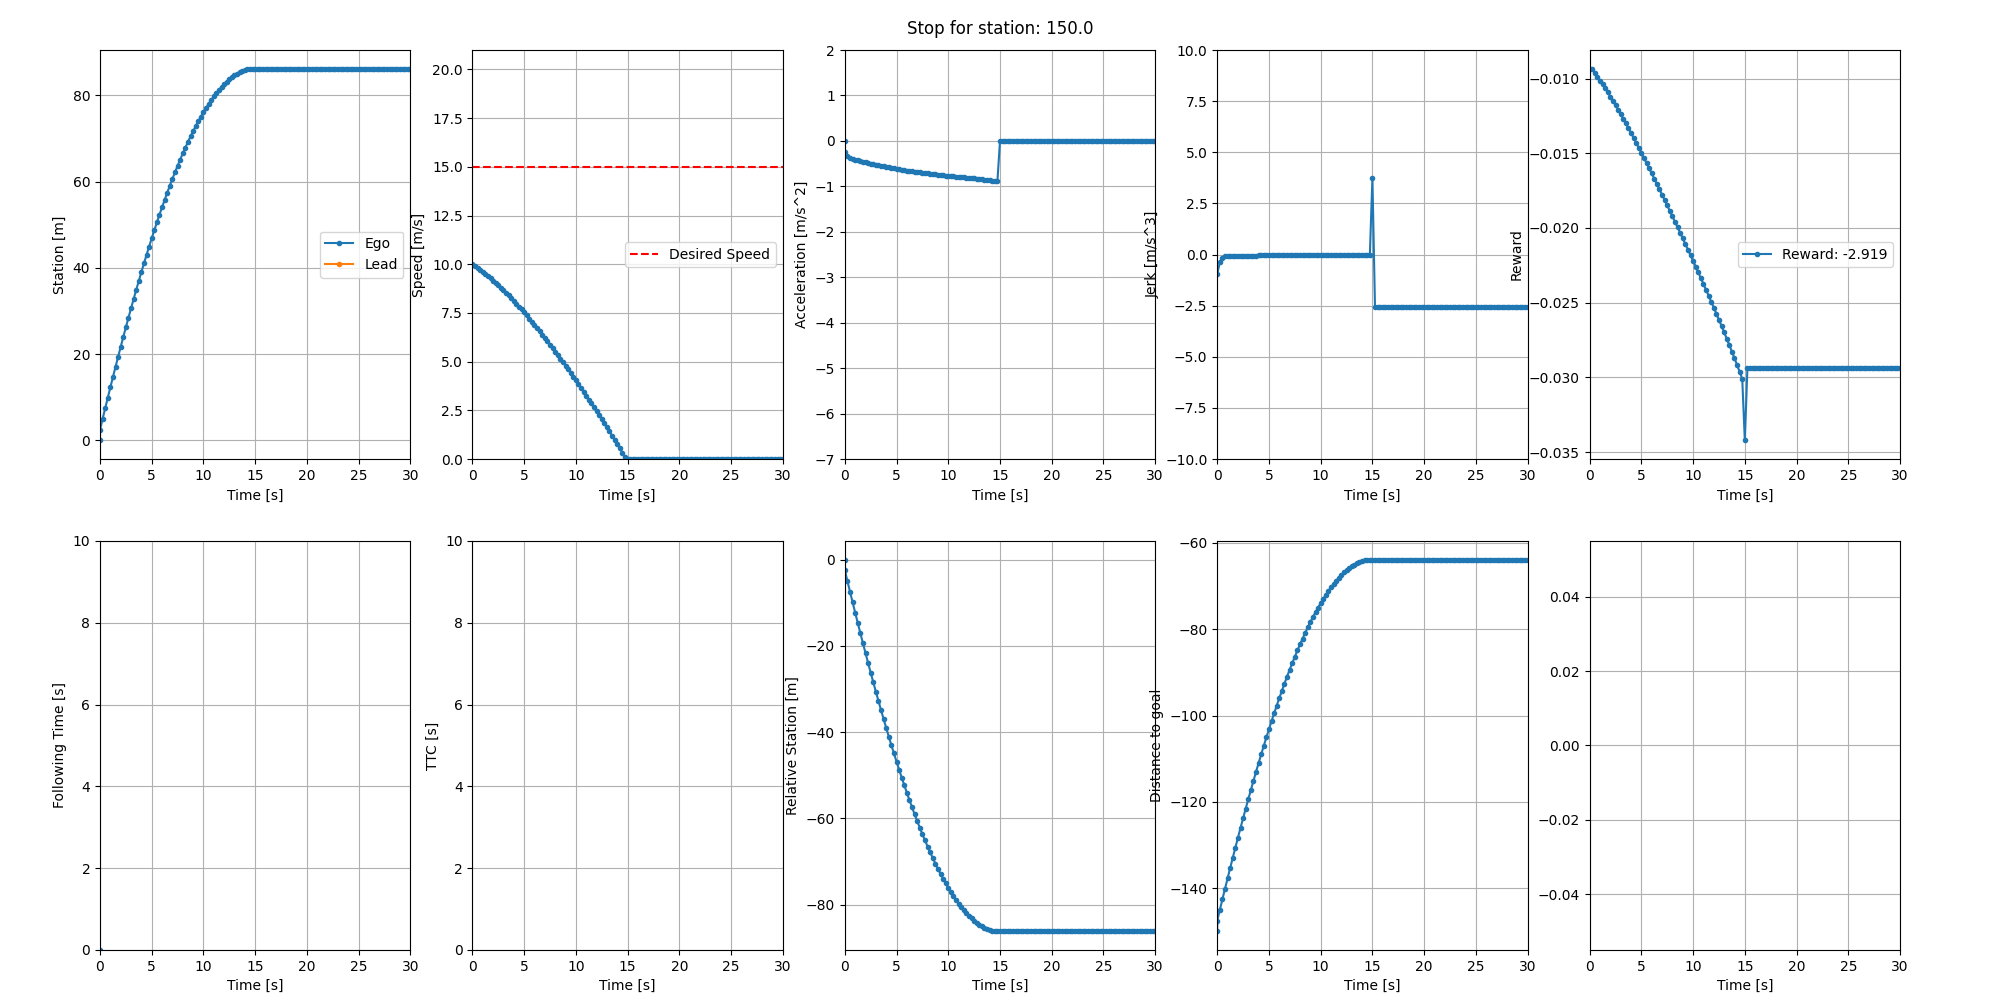 Stop for station: 150.0
Station [m]
80
60
40
20
0
0 5 10 15 20 25 30
Time [s]
Ego
Lead
Speed [m/s]
20.0
17.5
15.0
12.5
10.0
7.5
5.0
2.5
0.0
0 5 10 15 20 25 30
Time [s]
Desired Speed
Acceleration [m/s^2]
2
1
0
−1
−2
−3
−4
−5
−6
−7
0 5 10 15 20 25 30
Time [s]
Jerk [m/s^3]
10.0
7.5
5.0
2.5
0.0
−2.5
−5.0
−7.5
−10.0
0 5 10 15 20 25 30
Time [s]
Reward
−0.010
−0.015
−0.020
−0.025
−0.030
−0.035
0 5 10 15 20 25 30
Time [s]
Reward: -2.919
Following Time [s]
10
8
6
4
2
0
0 5 10 15 20 25 30
Time [s]
TTC [s]
10
8
6
4
2
0
0 5 10 15 20 25 30
Time [s]
Relative Station [m]
0
−20
−40
−60
−80
0 5 10 15 20 25 30
Time [s]
Distance to goal
−60
−80
−100
−120
−140
0 5 10 15 20 25 30
Time [s]
0.04
0.02
0.00
−0.02
−0.04
0 5 10 15 20 25 30
Time [s]